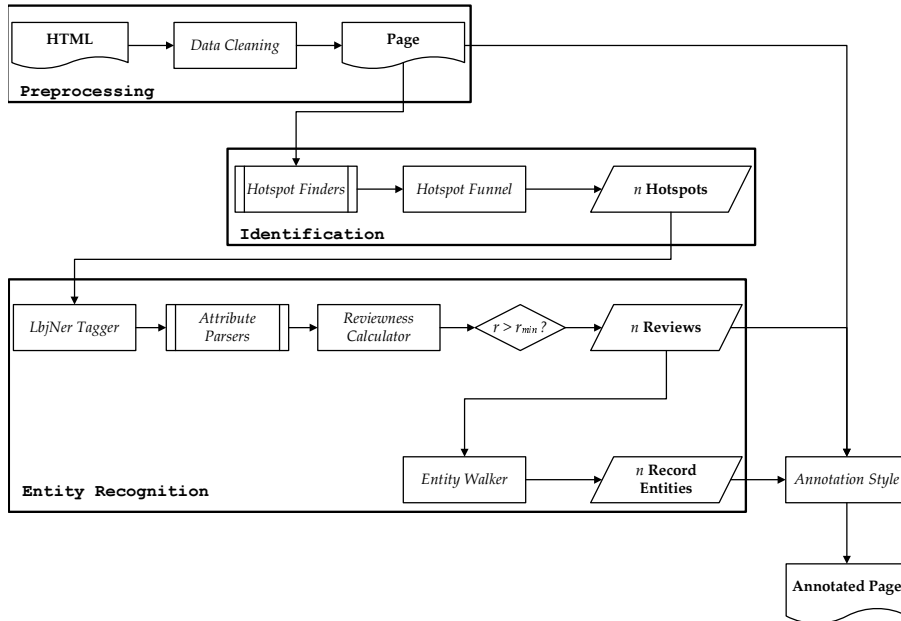 HTML
Data Cleaning
Page
Preprocessing
Hotspot Finders
Hotspot Funnel
n Hotspots
Identification
LbjNer Tagger
Attribute
Parsers
Reviewness
Calculator
r > rmin ?
n Reviews
Entity Walker
n Record
Entities
Annotation Style
Entity Recognition
Annotated Page